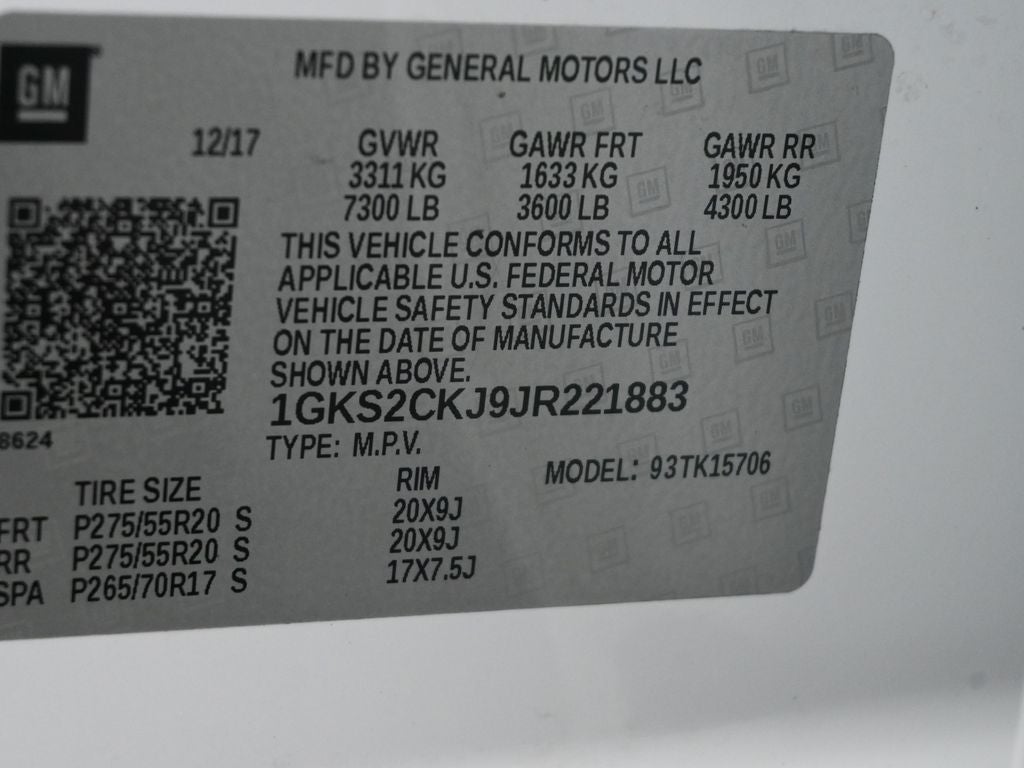 GM
MFD BY GENERAL MOTORS LLC
12/17 GVWR GAWR FRT GAWR RR
3311 KG 1633 KG 1950 KG
7300 LB 3600 LB 4300 LB
THIS VEHICLE CONFORMS TO ALL
APPLICABLE U.S. FEDERAL MOTOR
VEHICLE SAFETY STANDARDS IN EFFECT
ON THE DATE OF MANUFACTURE
SHOWN ABOVE.
1GKS2CKJ9JR221883
8624
TYPE: M.P.V. MODEL: 93TK15706
TIRE SIZE RIM
FRT P275/55R20 S 20X9J
RR P275/55R20 S 20X9J
SPA P265/70R17 S 17X7.5J